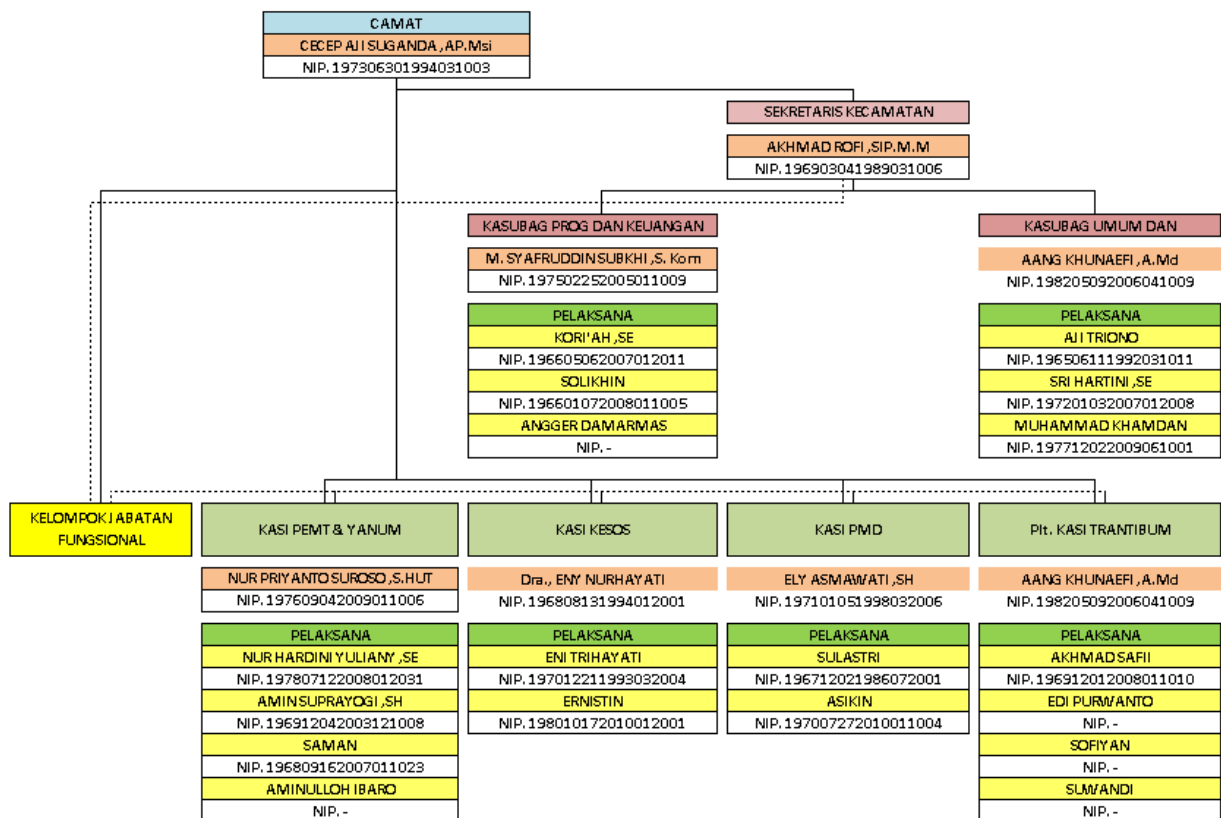 CAMAT
CECEP AJI SUGANDA ,AP.Msi
NIP. 197306301994031003
SEKRETARIS KECAMATAN
AKHMAD ROFI ,SIP.M.M
NIP. 196903041989031006
KASUBAG PROG DAN KEUANGAN
M. SYAFRUDDIN SUBKHI ,S. Kom
NIP. 197502252005011009
PELAKSANA
KORI'AH ,SE
NIP. 196605062007012011
SOLIKHIN
NIP. 196601072008011005
ANGGER DAMARMAS
NIP. -
KASUBAG UMUM DAN
AANG KHUNAEFI ,A.Md
NIP. 198205092006041009
PELAKSANA
AJI TRIONO
NIP. 196506111992031011
SRI HARTINI ,SE
NIP. 197201032007012008
MUHAMMAD KHAMDAN
NIP. 197712022009061001
KELOMPOK JABATAN
FUNGSIONAL
KASI PEMT & YANUM
NUR PRIYANTO SUROSO ,S.HUT
NIP. 197609042009011006
PELAKSANA
NUR HARDINI YULIANY ,SE
NIP. 197807122008012031
AMIN SUPRAYOGI ,SH
NIP. 196912042003121008
SAMAN
NIP. 196809162007011023
AMINULLOH IBARO
NIP. -
KASI KESOS
Dra., ENY NURHAYATI
NIP. 196808131994012001
PELAKSANA
ENI TRIHAYATI
NIP. 197012211993032004
ERNISTIN
NIP. 198010172010012001
KASI PMD
ELY ASMAWATI ,SH
NIP. 197101051998032006
PELAKSANA
SULASTRI
NIP. 196712021986072001
ASIKIN
NIP. 197007272010011004
Plt. KASI TRANTIBUM
AANG KHUNAEFI ,A.Md
NIP. 198205092006041009
PELAKSANA
AKHMAD SAFII
NIP. 196912012008011010
EDI PURWANTO
NIP. -
SOFIYAN
NIP. -
SUWANDI
NIP. -